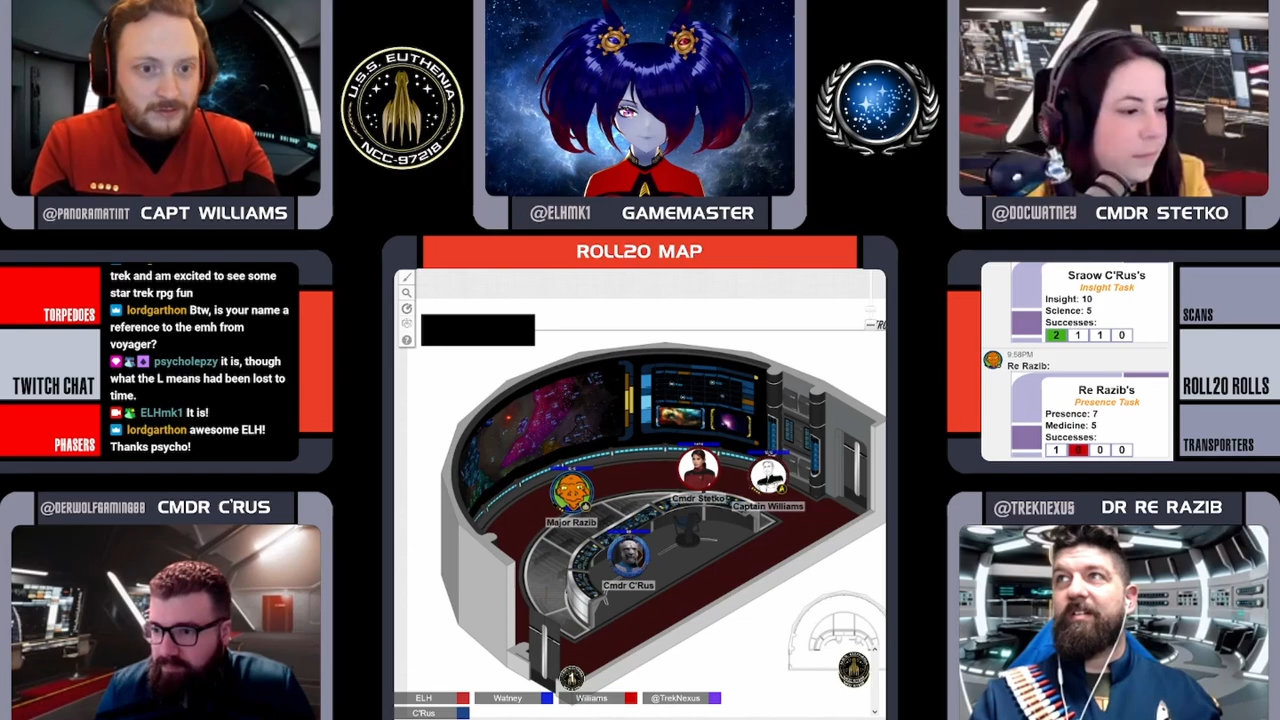 @PANORAMATINT CAPT WILLIAMS
U.S.S. EUTHENIA
NCC-97218
@ELHMK1 GAMEMASTER
@DOCWATNEY CMDR STETKO
TORPEDOES
TWITCH CHAT
PHASERS
trek and am excited to see some
star trek rpg fun
lordgarthon Btw, is your name a
reference to the emh from
voyager?
psycholepzy it is, though
what the L means had been lost to
time.
ELHmk1 It is!
lordgarthon awesome ELH!
Thanks psycho!
ROLL20 MAP
Major Razib
Cmdr Stetko
Captain Williams
Cmdr C'Rus
ELH
Watney
Williams
@TrekNexus
C'Rus
Sraow C'Rus's
Insight Task
Insight: 10
Science: 5
Successes:
2 1 1 0
9:58PM
Re Razib:
Re Razib's
Presence Task
Presence: 7
Medicine: 5
Successes:
1 0 0
SCANS
ROLL20 ROLLS
TRANSPORTERS
CMDR C'RUS
@TREKNEXUS DR RE RAZIB